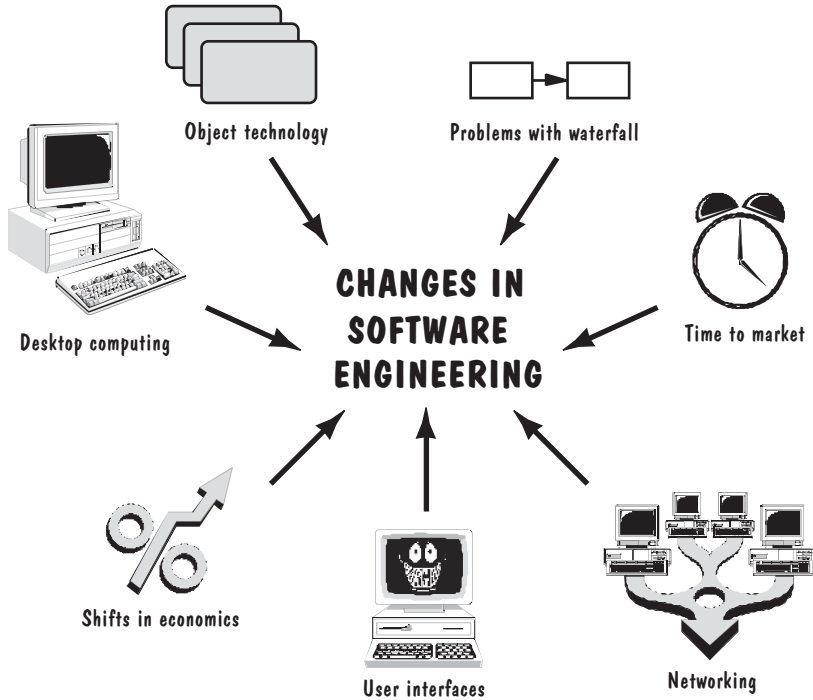 Object technology
Problems with waterfall
Desktop computing
CHANGES IN
SOFTWARE
ENGINEERING
Time to market
Shifts in economics
User interfaces
Networking